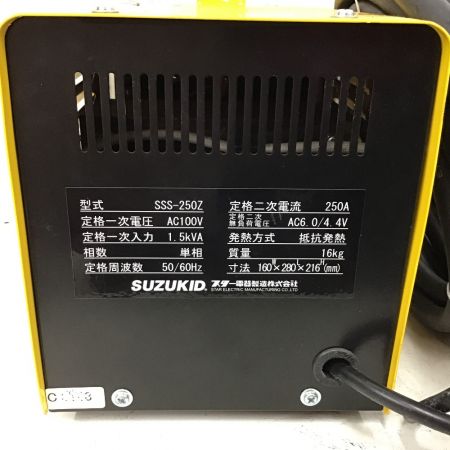 型式 SSS-250Z
定格一次電圧 AC100V
定格一次入力 1.5kVA
相数 単相
定格周波数 50/60Hz
定格二次電流 250A
定格二次無負荷電圧 AC6.0/4.4V
発熱方式 抵抗発熱
質量 16kg
寸法 160W×280D×216H(mm)
SUZUKID スター電器製造株式会社
STAR ELECTRIC MANUFACTURING CO.,LTD